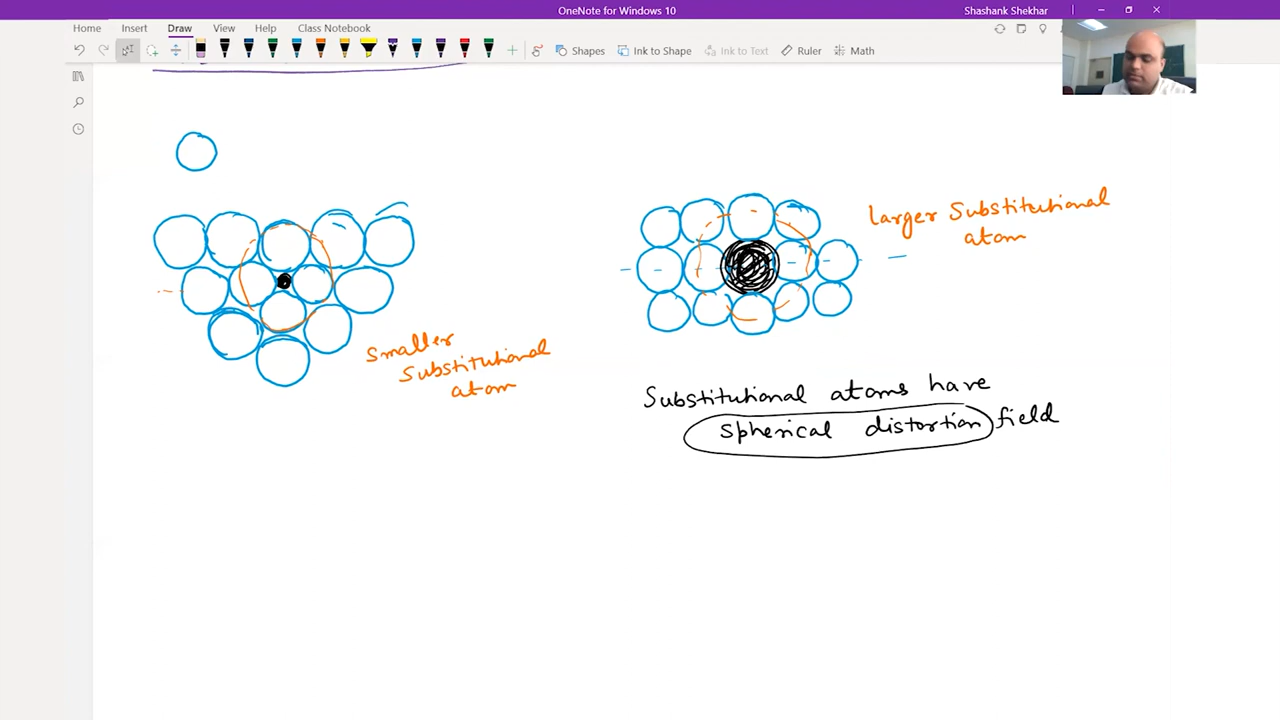 OneNote for Windows 10
Shashank Shekhar
Home Insert Draw View Help Class Notebook
Shapes Ink to Shape Ink to Text Ruler Math
larger Substitutional
atom
Smaller
Substitutional
atom
Substitutional atoms have
spherical distortion field